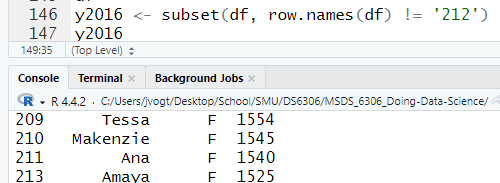 146 y2016 <- subset(df, row.names(df) != '212')
147 y2016
149:35 (Top Level)
Console Terminal × Background Jobs ×
R R 4.4.2 · C:/Users/jvogt/Desktop/School/SMU/DS6306/MSDS_6306_Doing-Data-Science/
209 Tessa F 1554
210 Makenzie F 1545
211 Ana F 1540
213 Amaya F 1525